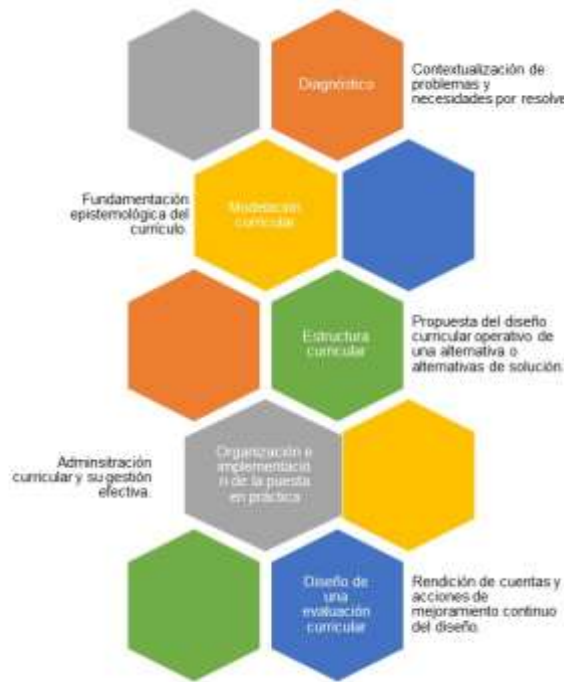 Diagnóstico
Contextualización de
problemas y
necesidades por resolve
Fundamentación
epistemológica del
currículo.
Modelación
curricular
Estructura
curricular
Propuesta del diseño
curricular operativo de
una alternativa o
alternativas de solución.
Adminsitración
curricular y su gestión
efectiva.
Organización e
implementació
n de la puesta
en práctica
Diseño de
una
evaluación
curricular
Rendición de cuentas y
acciones de
mejoramiento continuo
del diseño.